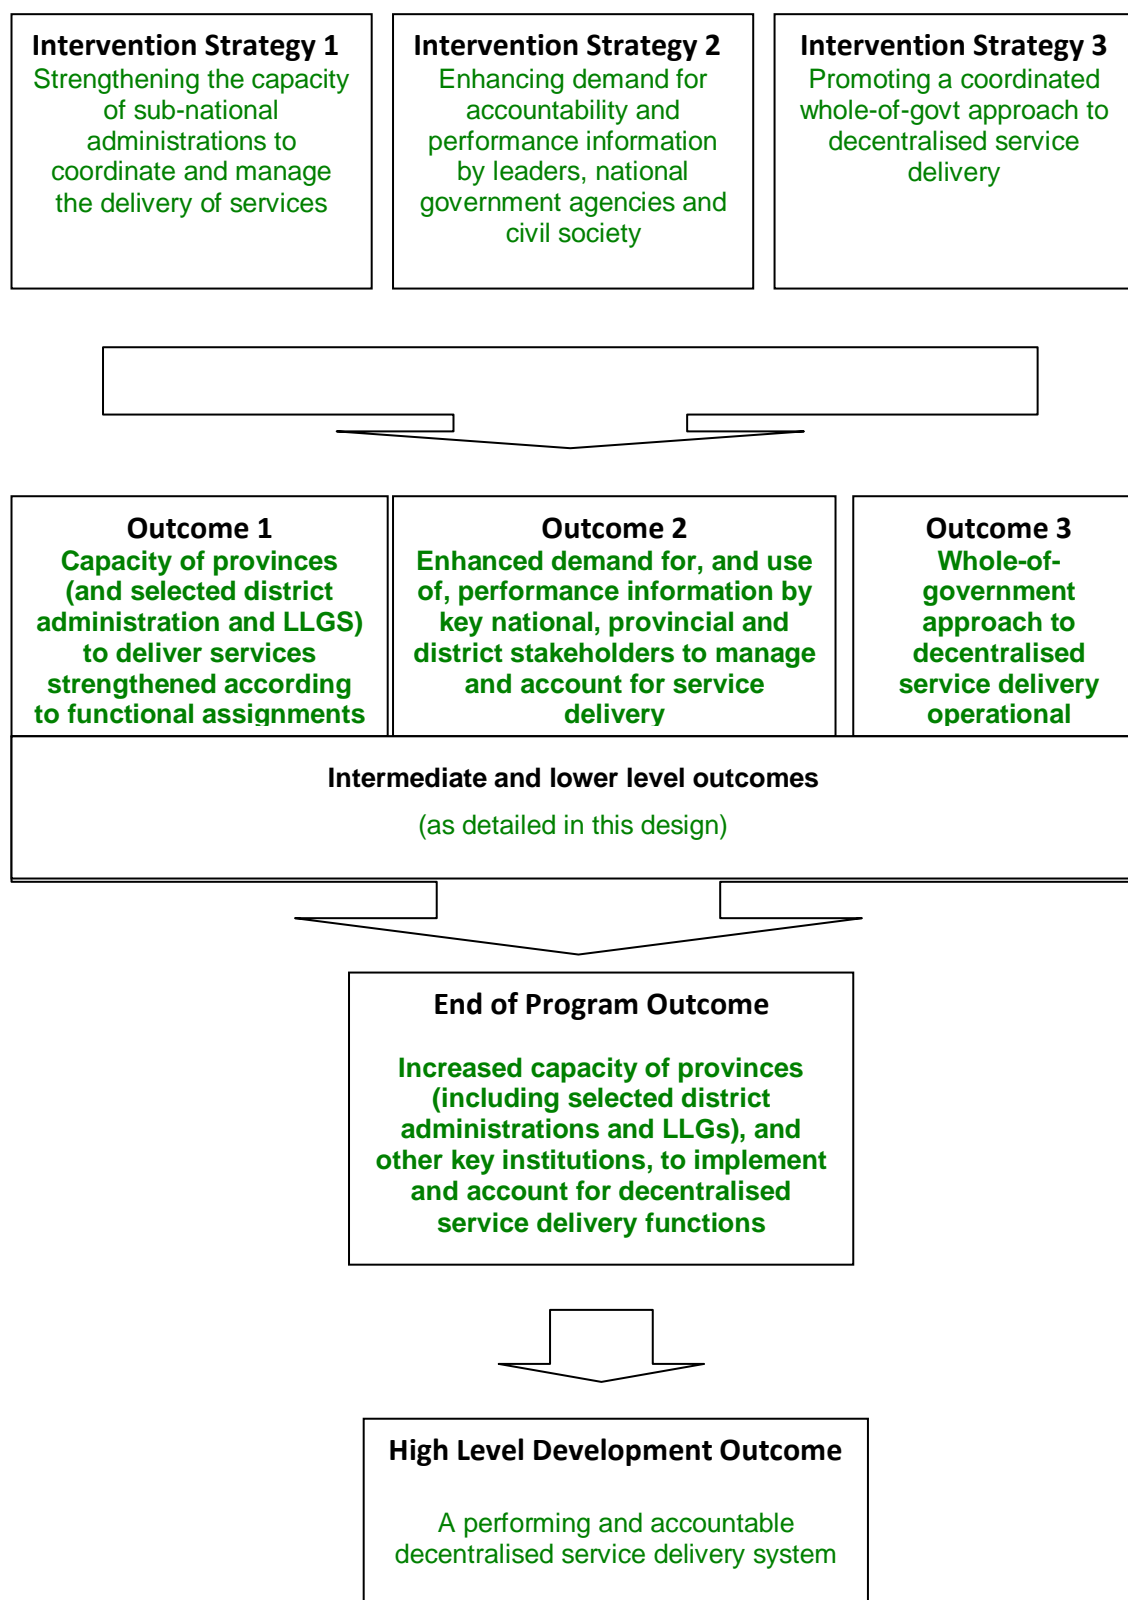 Intervention Strategy 1
Strengthening the capacity
of sub-national
administrations to
coordinate and manage
the delivery of services
Intervention Strategy 2
Enhancing demand for
accountability and
performance information
by leaders, national
government agencies and
civil society
Intervention Strategy 3
Promoting a coordinated
whole-of-govt approach to
decentralised service
delivery
Outcome 1
Capacity of provinces
(and selected district
administration and LLGS)
to deliver services
strengthened according
to functional assignments
Outcome 2
Enhanced demand for, and use
of, performance information by
key national, provincial and
district stakeholders to manage
and account for service
delivery
Outcome 3
Whole-of-
government
approach to
decentralised
service delivery
operational
Intermediate and lower level outcomes
(as detailed in this design)
End of Program Outcome
Increased capacity of provinces
(including selected district
administrations and LLGs), and
other key institutions, to implement
and account for decentralised
service delivery functions
High Level Development Outcome
A performing and accountable
decentralised service delivery system